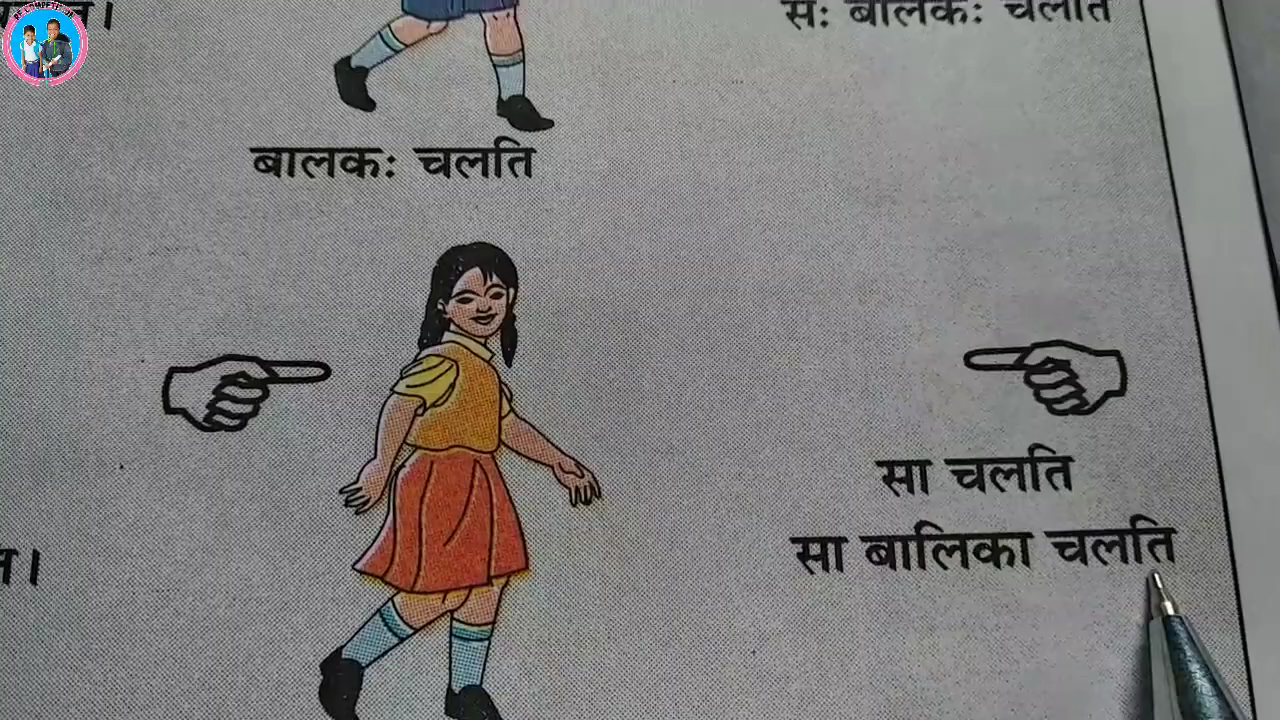 सः बालकः चलति
बालकः चलति
सा चलति
सा बालिका चलति